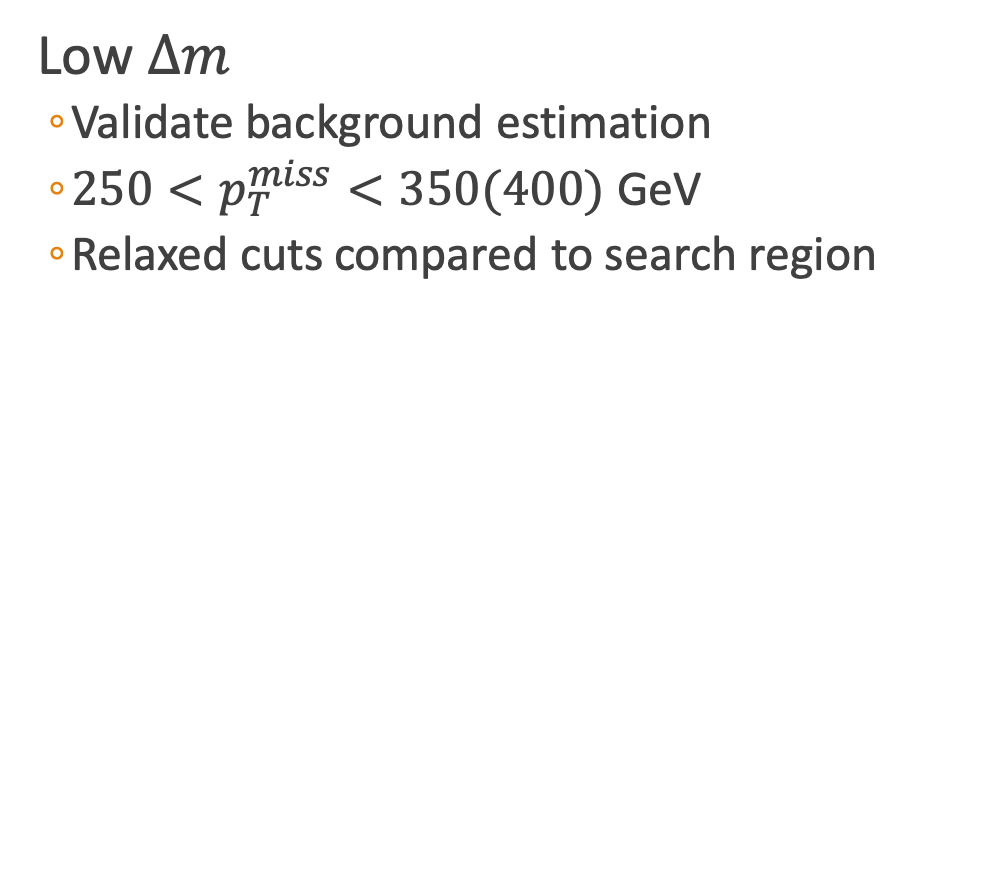 Low Δ𝑚
◦Validate background estimation
◦250 < 𝑝_𝑇^𝑚𝑖𝑠𝑠 < 350(400) GeV
◦Relaxed cuts compared to search region